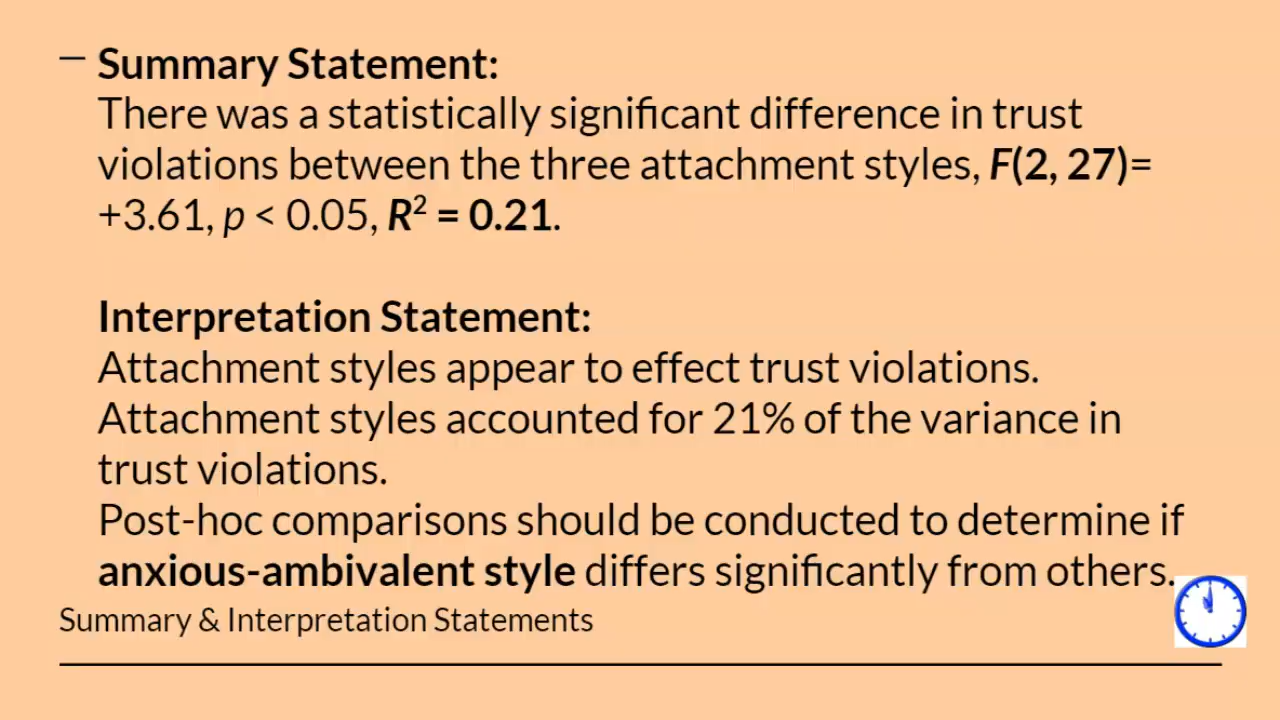 – Summary Statement:
There was a statistically significant difference in trust
violations between the three attachment styles, F(2, 27)=
+3.61, p < 0.05, R² = 0.21.
Interpretation Statement:
Attachment styles appear to effect trust violations.
Attachment styles accounted for 21% of the variance in
trust violations.
Post-hoc comparisons should be conducted to determine if
anxious-ambivalent style differs significantly from others.
Summary & Interpretation Statements